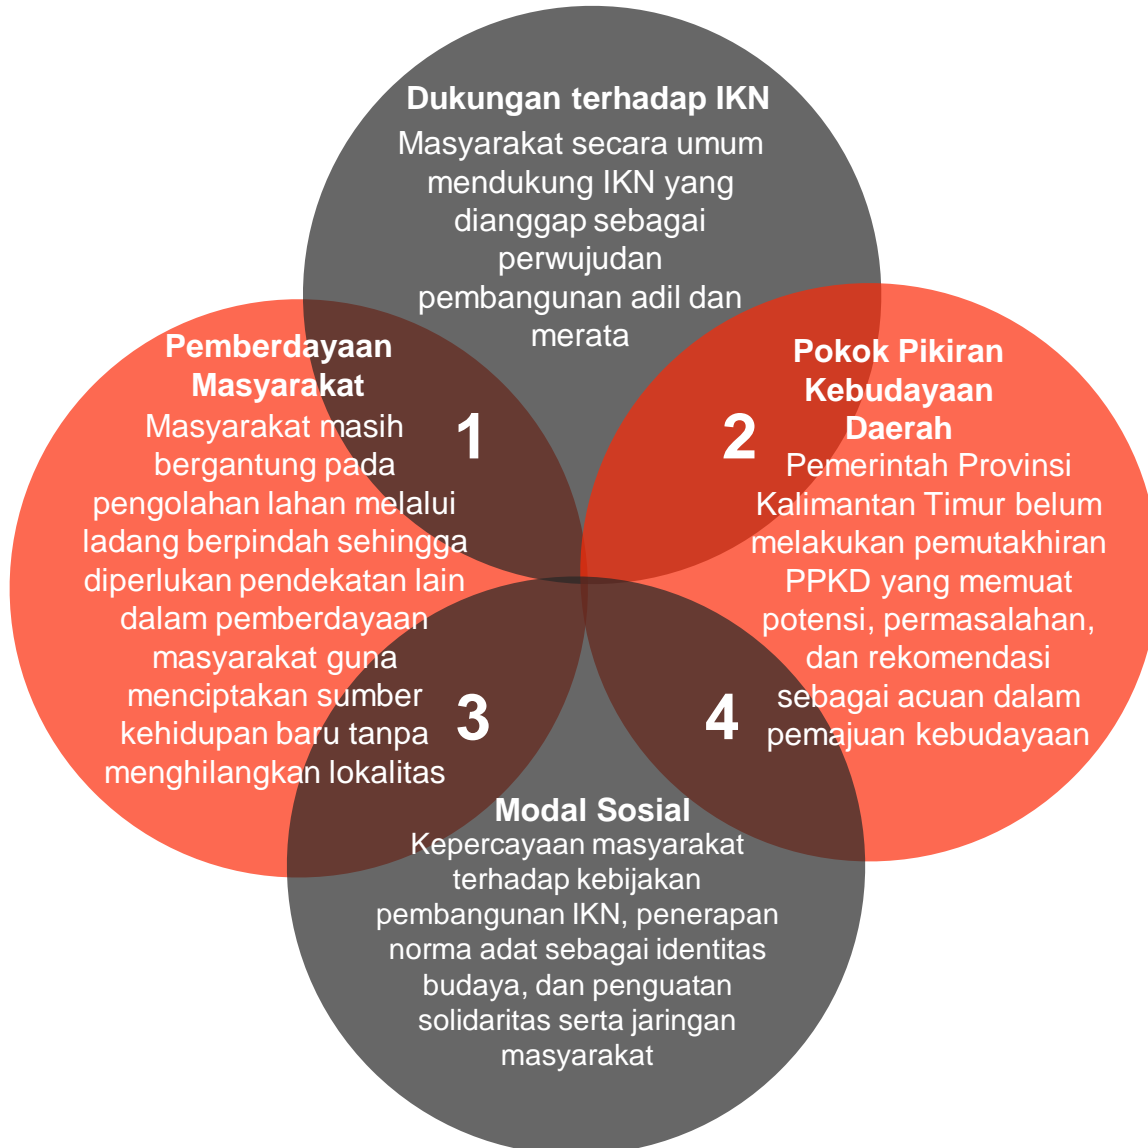 Dukungan terhadap IKN
Masyarakat secara umum
mendukung IKN yang
dianggap sebagai
perwujudan
pembangunan adil dan
merata
Pemberdayaan
Masyarakat
Masyarakat masih
bergantung pada
pengolahan lahan melalui
ladang berpindah sehingga
diperlukan pendekatan lain
dalam pemberdayaan
masyarakat guna
menciptakan sumber
kehidupan baru tanpa
menghilangkan lokalitas
1
2
Pokok Pikiran
Kebudayaan
Daerah
Pemerintah Provinsi
Kalimantan Timur belum
melakukan pemutakhiran
PPKD yang memuat
potensi, permasalahan,
dan rekomendasi
sebagai acuan dalam
pemajuan kebudayaan
3
4
Modal Sosial
Kepercayaan masyarakat
terhadap kebijakan
pembangunan IKN, penerapan
norma adat sebagai identitas
budaya, dan penguatan
solidaritas serta jaringan
masyarakat